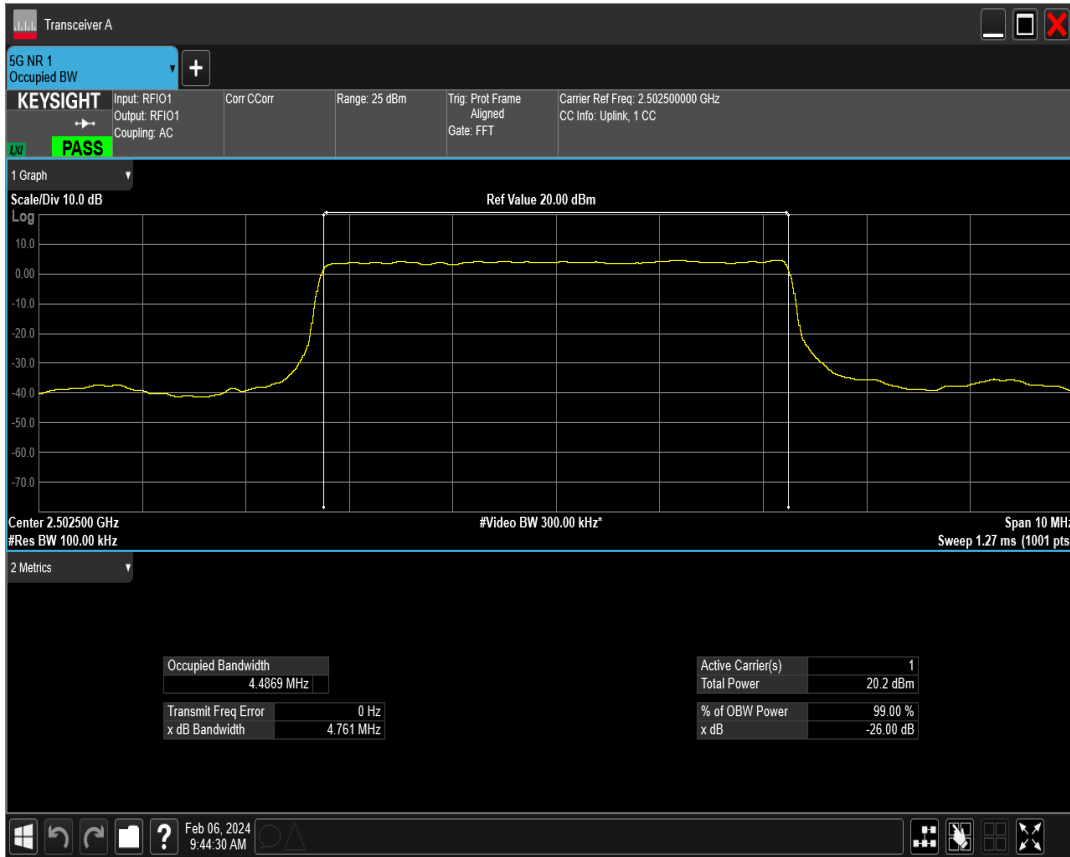 Transceiver A
5G NR 1
Occupied BW
+
KEYSIGHT
LXI
PASS
Input: RFIO1
Output: RFIO1
Coupling: AC
Corr CCorr
Range: 25 dBm
Trig: Prot Frame
Aligned
Gate: FFT
Carrier Ref Freq: 2.502500000 GHz
CC Info: Uplink, 1 CC
1 Graph
Scale/Div 10.0 dB
Ref Value 20.00 dBm
Log
10.0
0.00
-10.0
-20.0
-30.0
-40.0
-50.0
-60.0
-70.0
Center 2.502500 GHz
#Video BW 300.00 kHz*
Span 10 MHz
#Res BW 100.00 kHz
Sweep 1.27 ms (1001 pts
2 Metrics
Occupied Bandwidth
4.4869 MHz
Transmit Freq Error 0 Hz
x dB Bandwidth 4.761 MHz
Active Carrier(s) 1
Total Power 20.2 dBm
% of OBW Power 99.00 %
x dB -26.00 dB
?
Feb 06, 2024
9:44:30 AM